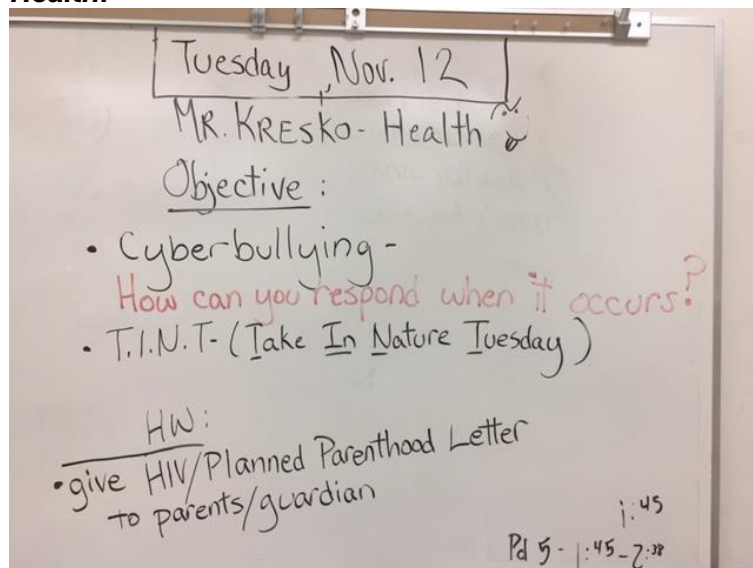 Health:
Tuesday, Nov. 12
MR. KRESKO - Health
Objective:
• Cyberbullying -
How can you respond when it occurs?
• T.I.N.T- (Take In Nature Tuesday)
HW:
• give HIV/Planned Parenthood Letter
to parents/guardian
1:45
Pd 5 - 1:45-2:38